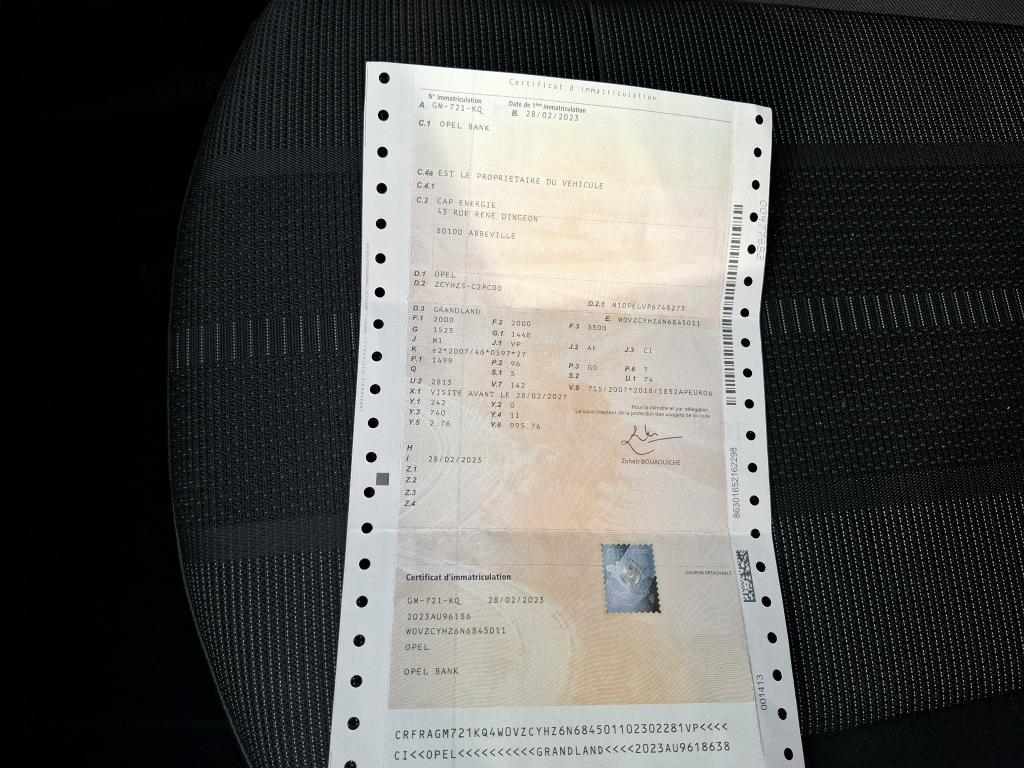 Certificat d'immatriculation
N° Immatriculation Date de 1ère immatriculation
A. GM-721-KQ B. 28/02/2023
C.1 OPEL BANK
C.4a EST LE PROPRIÉTAIRE DU VÉHICULE
C.4.1
C.3 CAP ENERGIE
43 RUE RENE DINGEON
80100 ABBEVILLE
D.1 OPEL
D.2 ZCYHZS-C2PC00
D.2.1 M10PELVP6748273
D.3 GRANDLAND E. W0VZCYHZ6N6845011
F.1 2000 F.2 2000 F.3 3300
G 1523 G.1 1448
J M1 J.1 VP J.2 AF J.3 CI
K e2*2007/46*0597*27
P.1 1499 P.2 96 P.3 GO P.6 7
Q S.1 5 S.2 U.1 74
U.2 2813 V.7 142 V.9 715/2007*2018/1832APEURO6
X.1 VISITE AVANT LE 28/02/2027
Y.1 242 Y.2 0
Y.3 740 Y.4 11
Y.5 2.76 Y.6 995.76
Pour le ministre et par délégation,
Le sous-directeur de la protection des usagers de la route
Zoheir BOUAOUICHE
H
I 28/02/2023
Z.1
Z.2
Z.3
Z.4
86301652162298
COUPON DÉTACHABLE
Certificat d'immatriculation
GM-721-KQ 28/02/2023
2023AU96186
W0VZCYHZ6N6845011
OPEL
OPEL BANK
001413
CRFRAGM721KQ4W0VZCYHZ6N684501102302281VP<<<<
CI<<OPEL<<<<<<<<<<GRANDLAND<<<<2023AU9618638